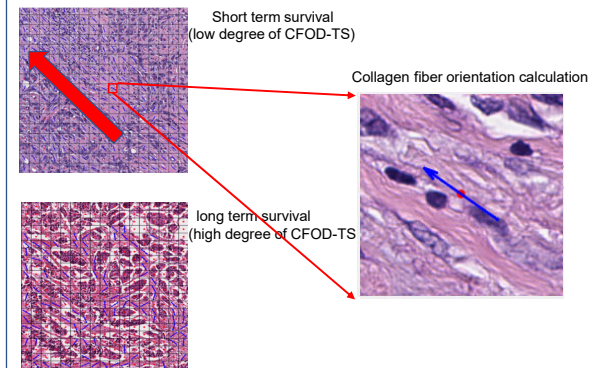 Short term survival
(low degree of CFOD-TS)
Collagen fiber orientation calculation
long term survival
(high degree of CFOD-TS